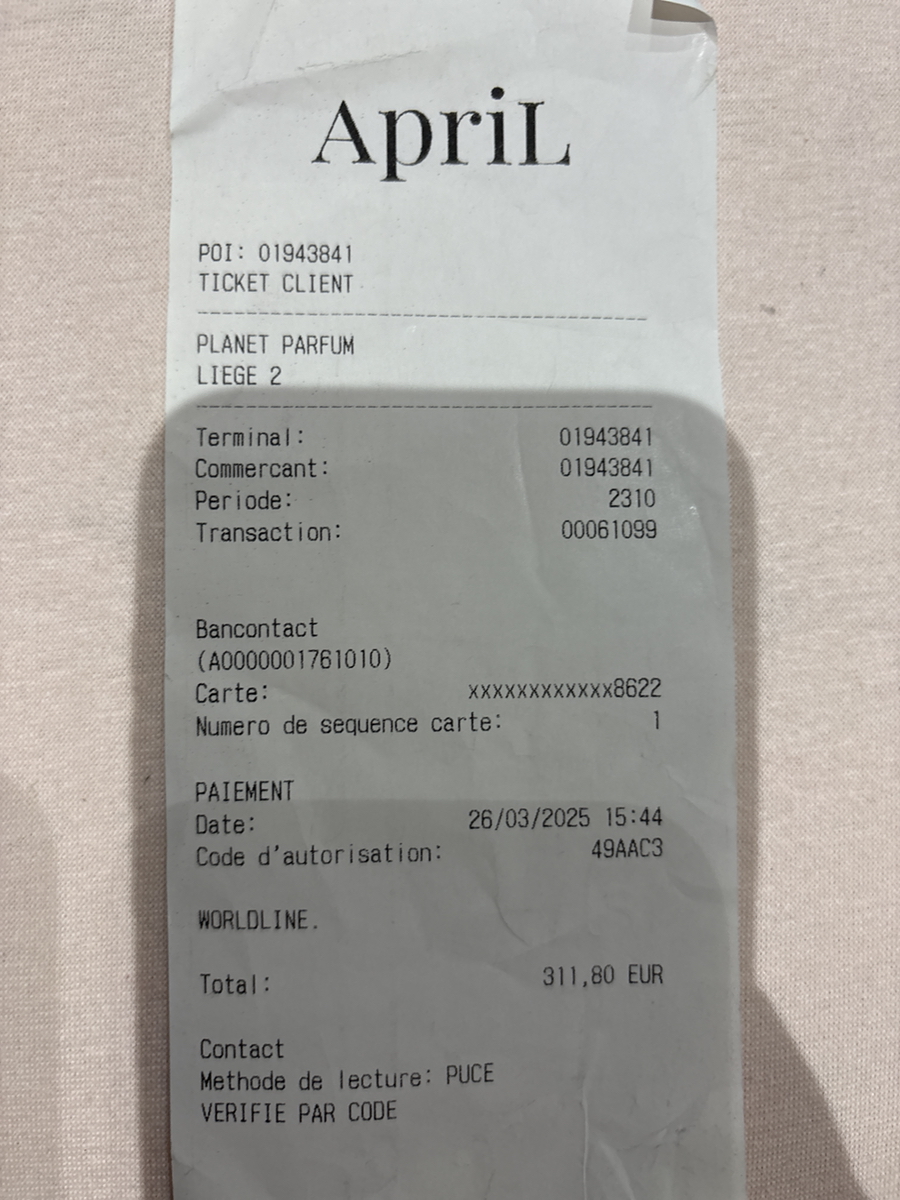 ApriL
POI: 01943841
TICKET CLIENT
PLANET PARFUM
LIEGE 2
Terminal: 01943841
Commercant: 01943841
Periode: 2310
Transaction: 00061099
Bancontact
(A0000001761010)
Carte: xxxxxxxxxxxx8622
Numero de sequence carte: 1
PAIEMENT
Date: 26/03/2025 15:44
Code d'autorisation: 49AAC3
WORLDLINE.
Total: 311,80 EUR
Contact
Methode de lecture: PUCE
VERIFIE PAR CODE